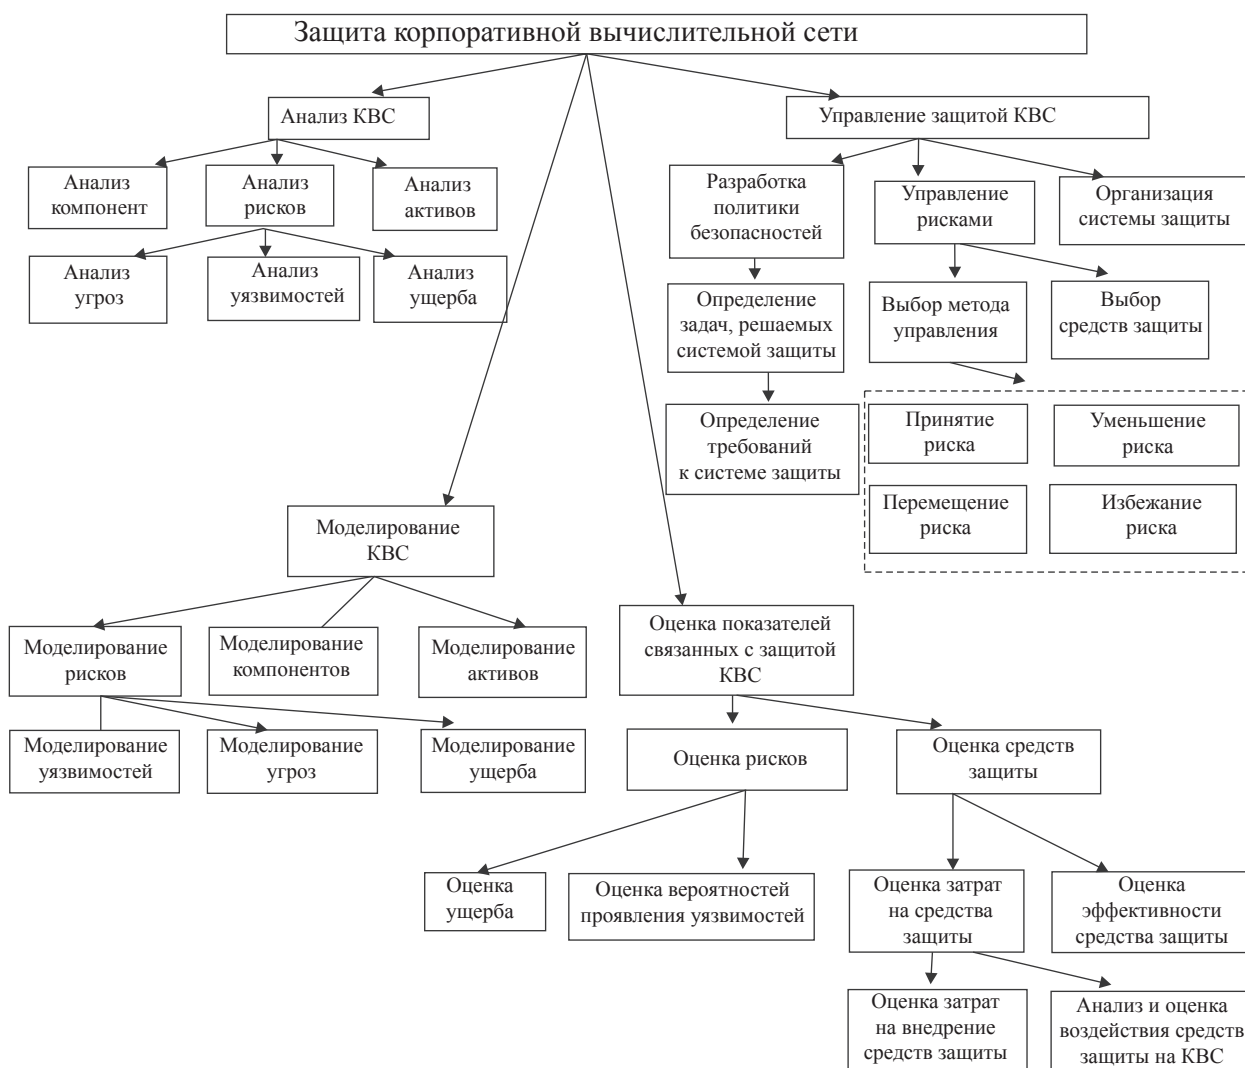 Защита корпоративной вычислительной сети
Анализ КВС
Управление защитой КВС
Анализ
компонент
Анализ
рисков
Анализ
активов
Разработка
политики
безопасностей
Управление
рисками
Организация
системы защиты
Анализ
угроз
Анализ
уязвимостей
Анализ
ущерба
Определение
задач, решаемых
системой защиты
Выбор метода
управления
Выбор
средств защиты
Определение
требований
к системе защиты
Принятие
риска
Уменьшение
риска
Перемещение
риска
Избежание
риска
Моделирование
КВС
Моделирование
рисков
Моделирование
компонентов
Моделирование
активов
Оценка показателей
связанных с защитой
КВС
Моделирование
уязвимостей
Моделирование
угроз
Моделирование
ущерба
Оценка рисков
Оценка средств
защиты
Оценка
ущерба
Оценка вероятностей
проявления уязвимостей
Оценка затрат
на средства
защиты
Оценка
эффективности
средства защиты
Оценка затрат
на внедрение
средств защиты
Анализ и оценка
воздействия средств
защиты на КВС